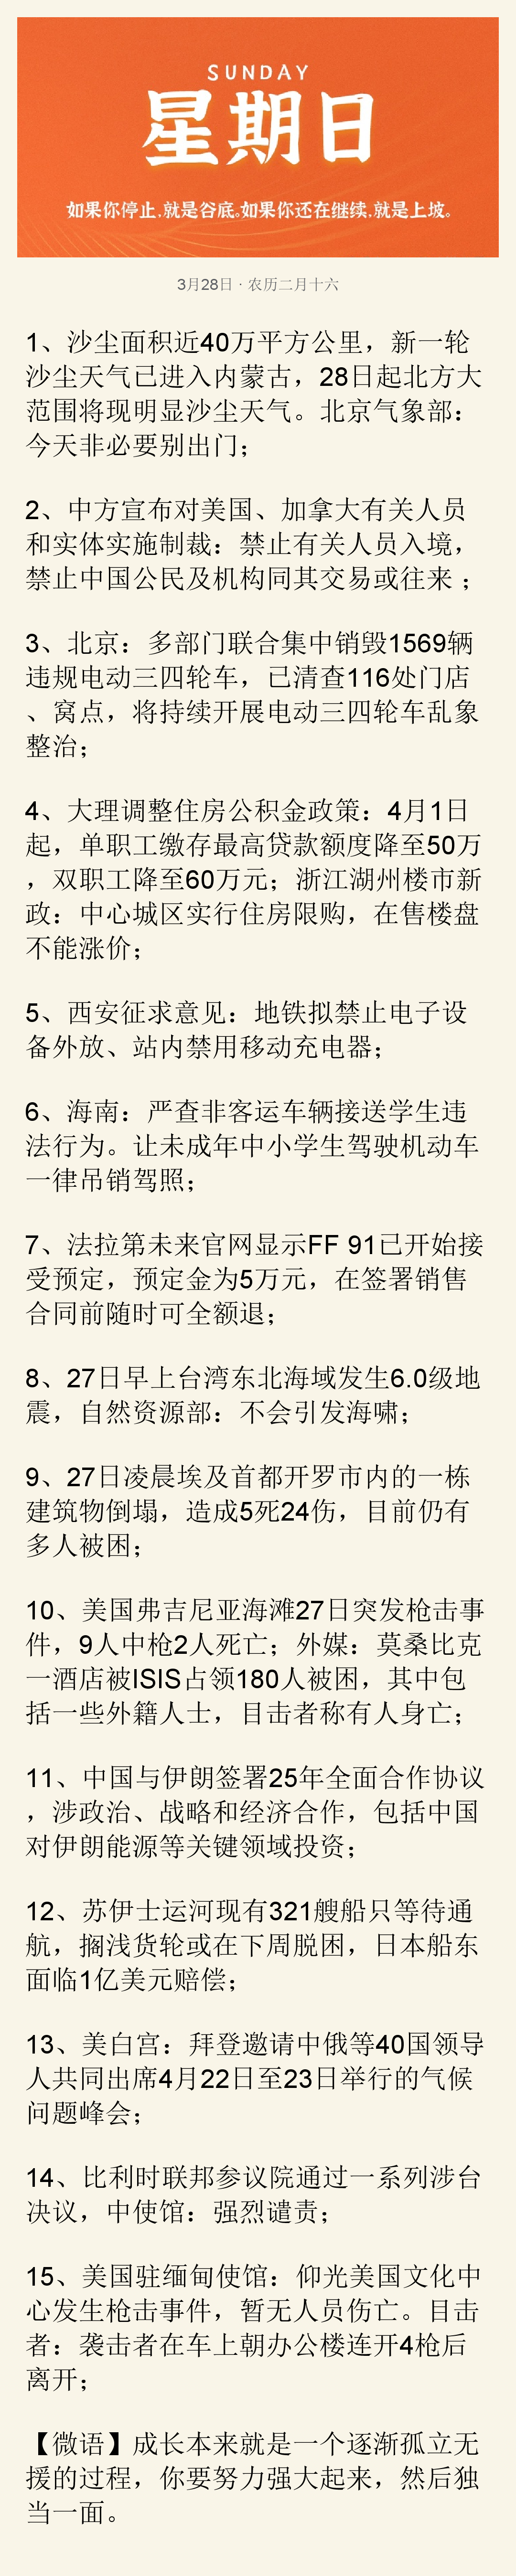 SUNDAY
星期日
如果你停止,就是谷底。如果你还在继续,就是上坡。
3月28日 · 农历二月十六
1、沙尘面积近40万平方公里，新一轮
沙尘天气已进入内蒙古，28日起北方大
范围将现明显沙尘天气。北京气象部：
今天非必要别出门；
2、中方宣布对美国、加拿大有关人员
和实体实施制裁：禁止有关人员入境，
禁止中国公民及机构同其交易或往来；
3、北京：多部门联合集中销毁1569辆
违规电动三四轮车，已清查116处门店
、窝点，将持续开展电动三四轮车乱象
整治；
4、大理调整住房公积金政策：4月1日
起，单职工缴存最高贷款额度降至50万
，双职工降至60万元；浙江湖州楼市新
政：中心城区实行住房限购，在售楼盘
不能涨价；
5、西安征求意见：地铁拟禁止电子设
备外放、站内禁用移动充电器；
6、海南：严查非客运车辆接送学生违
法行为。让未成年中小学生驾驶机动车
一律吊销驾照；
7、法拉第未来官网显示FF 91已开始接
受预定，预定金为5万元，在签署销售
合同前随时可全额退；
8、27日早上台湾东北海域发生6.0级地
震，自然资源部：不会引发海啸；
9、27日凌晨埃及首都开罗市内的一栋
建筑物倒塌，造成5死24伤，目前仍有
多人被困；
10、美国弗吉尼亚海滩27日突发枪击事
件，9人中枪2人死亡；外媒：莫桑比克
一酒店被ISIS占领180人被困，其中包
括一些外籍人士，目击者称有人身亡；
11、中国与伊朗签署25年全面合作协议
，涉政治、战略和经济合作，包括中国
对伊朗能源等关键领域投资；
12、苏伊士运河现有321艘船只等待通
航，搁浅货轮或在下周脱困，日本船东
面临1亿美元赔偿；
13、美白宫：拜登邀请中俄等40国领导
人共同出席4月22日至23日举行的气候
问题峰会；
14、比利时联邦参议院通过一系列涉台
决议，中使馆：强烈谴责；
15、美国驻缅甸使馆：仰光美国文化中
心发生枪击事件，暂无人员伤亡。目击
者：袭击者在车上朝办公楼连开4枪后
离开；
【微语】成长本来就是一个逐渐孤立无
援的过程，你要努力强大起来，然后独
当一面。